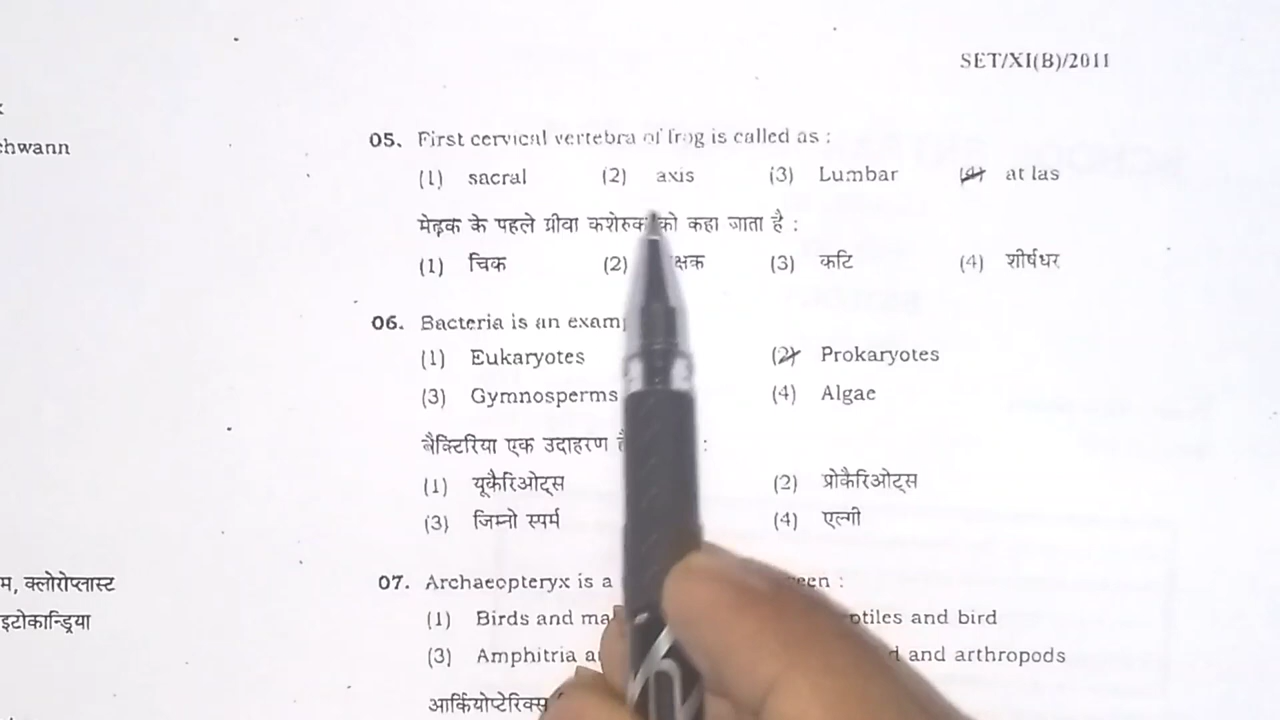 SET/XI(B)/2011
chwann
05. First cervical vertebra of frog is called as :
(1) sacral (2) axis (3) Lumbar (4) at las
मेढ़क के पहले ग्रीवा कशेरुक को कहा जाता है :
(1) चिक (2) क्षक (3) कटि (4) शीर्षधर
06. Bacteria is an exam
(1) Eukaryotes (2) Prokaryotes
(3) Gymnosperms (4) Algae
बैक्टिरिया एक उदाहरण :
(1) यूकैरिओट्स (2) प्रोकैरिओट्स
(3) जिम्नो स्पर्म (4) एल्गी
म, क्लोरोप्लास्ट
इटोकान्ड्रिया
07. Archaeopteryx is a een :
(1) Birds and ma otiles and bird
(3) Amphitria a d and arthropods
आर्कियोप्टेरिक्स